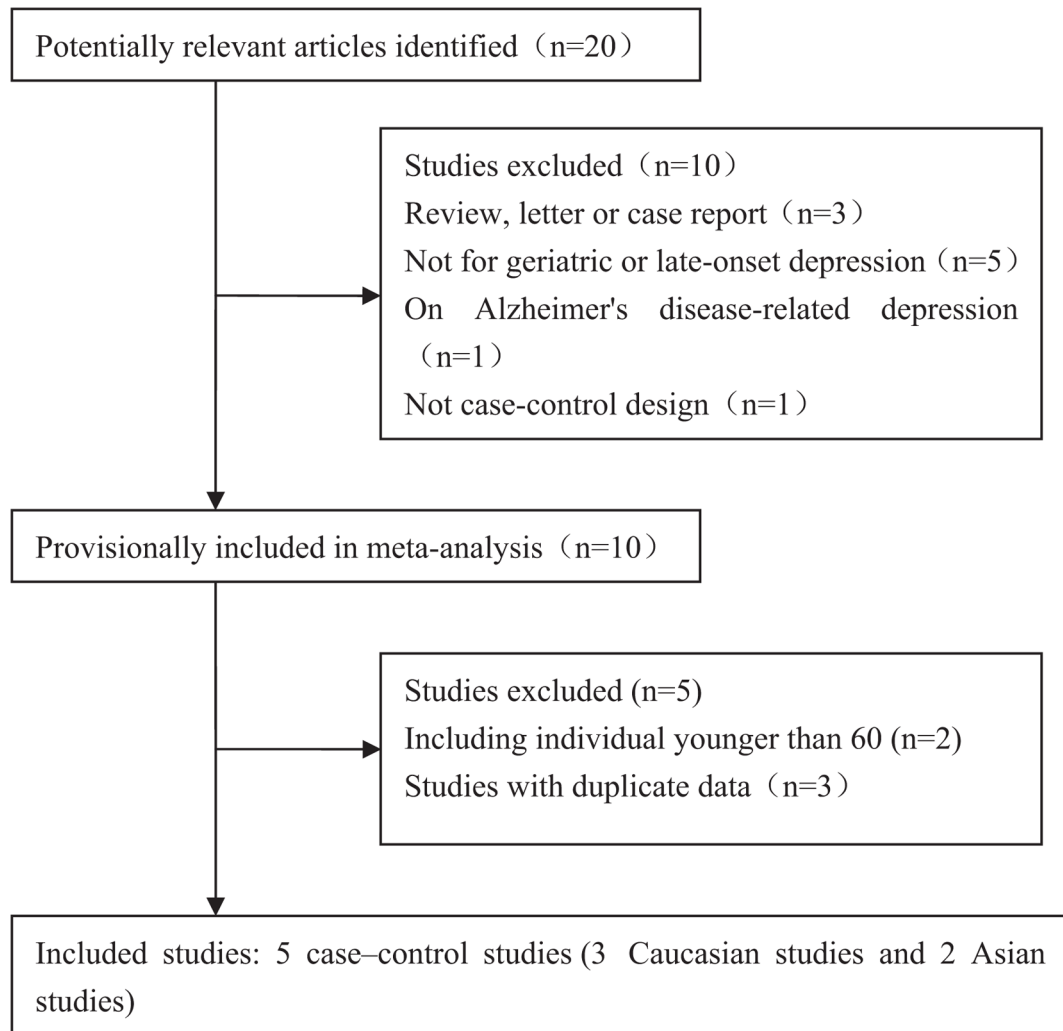 Potentially relevant articles identified（n=20）
Studies excluded（n=10）
Review, letter or case report（n=3）
Not for geriatric or late-onset depression（n=5）
On Alzheimer's disease-related depression
（n=1）
Not case-control design（n=1）
Provisionally included in meta-analysis（n=10）
Studies excluded (n=5)
Including individual younger than 60 (n=2)
Studies with duplicate data（n=3）
Included studies: 5 case–control studies (3 Caucasian studies and 2 Asian
studies)